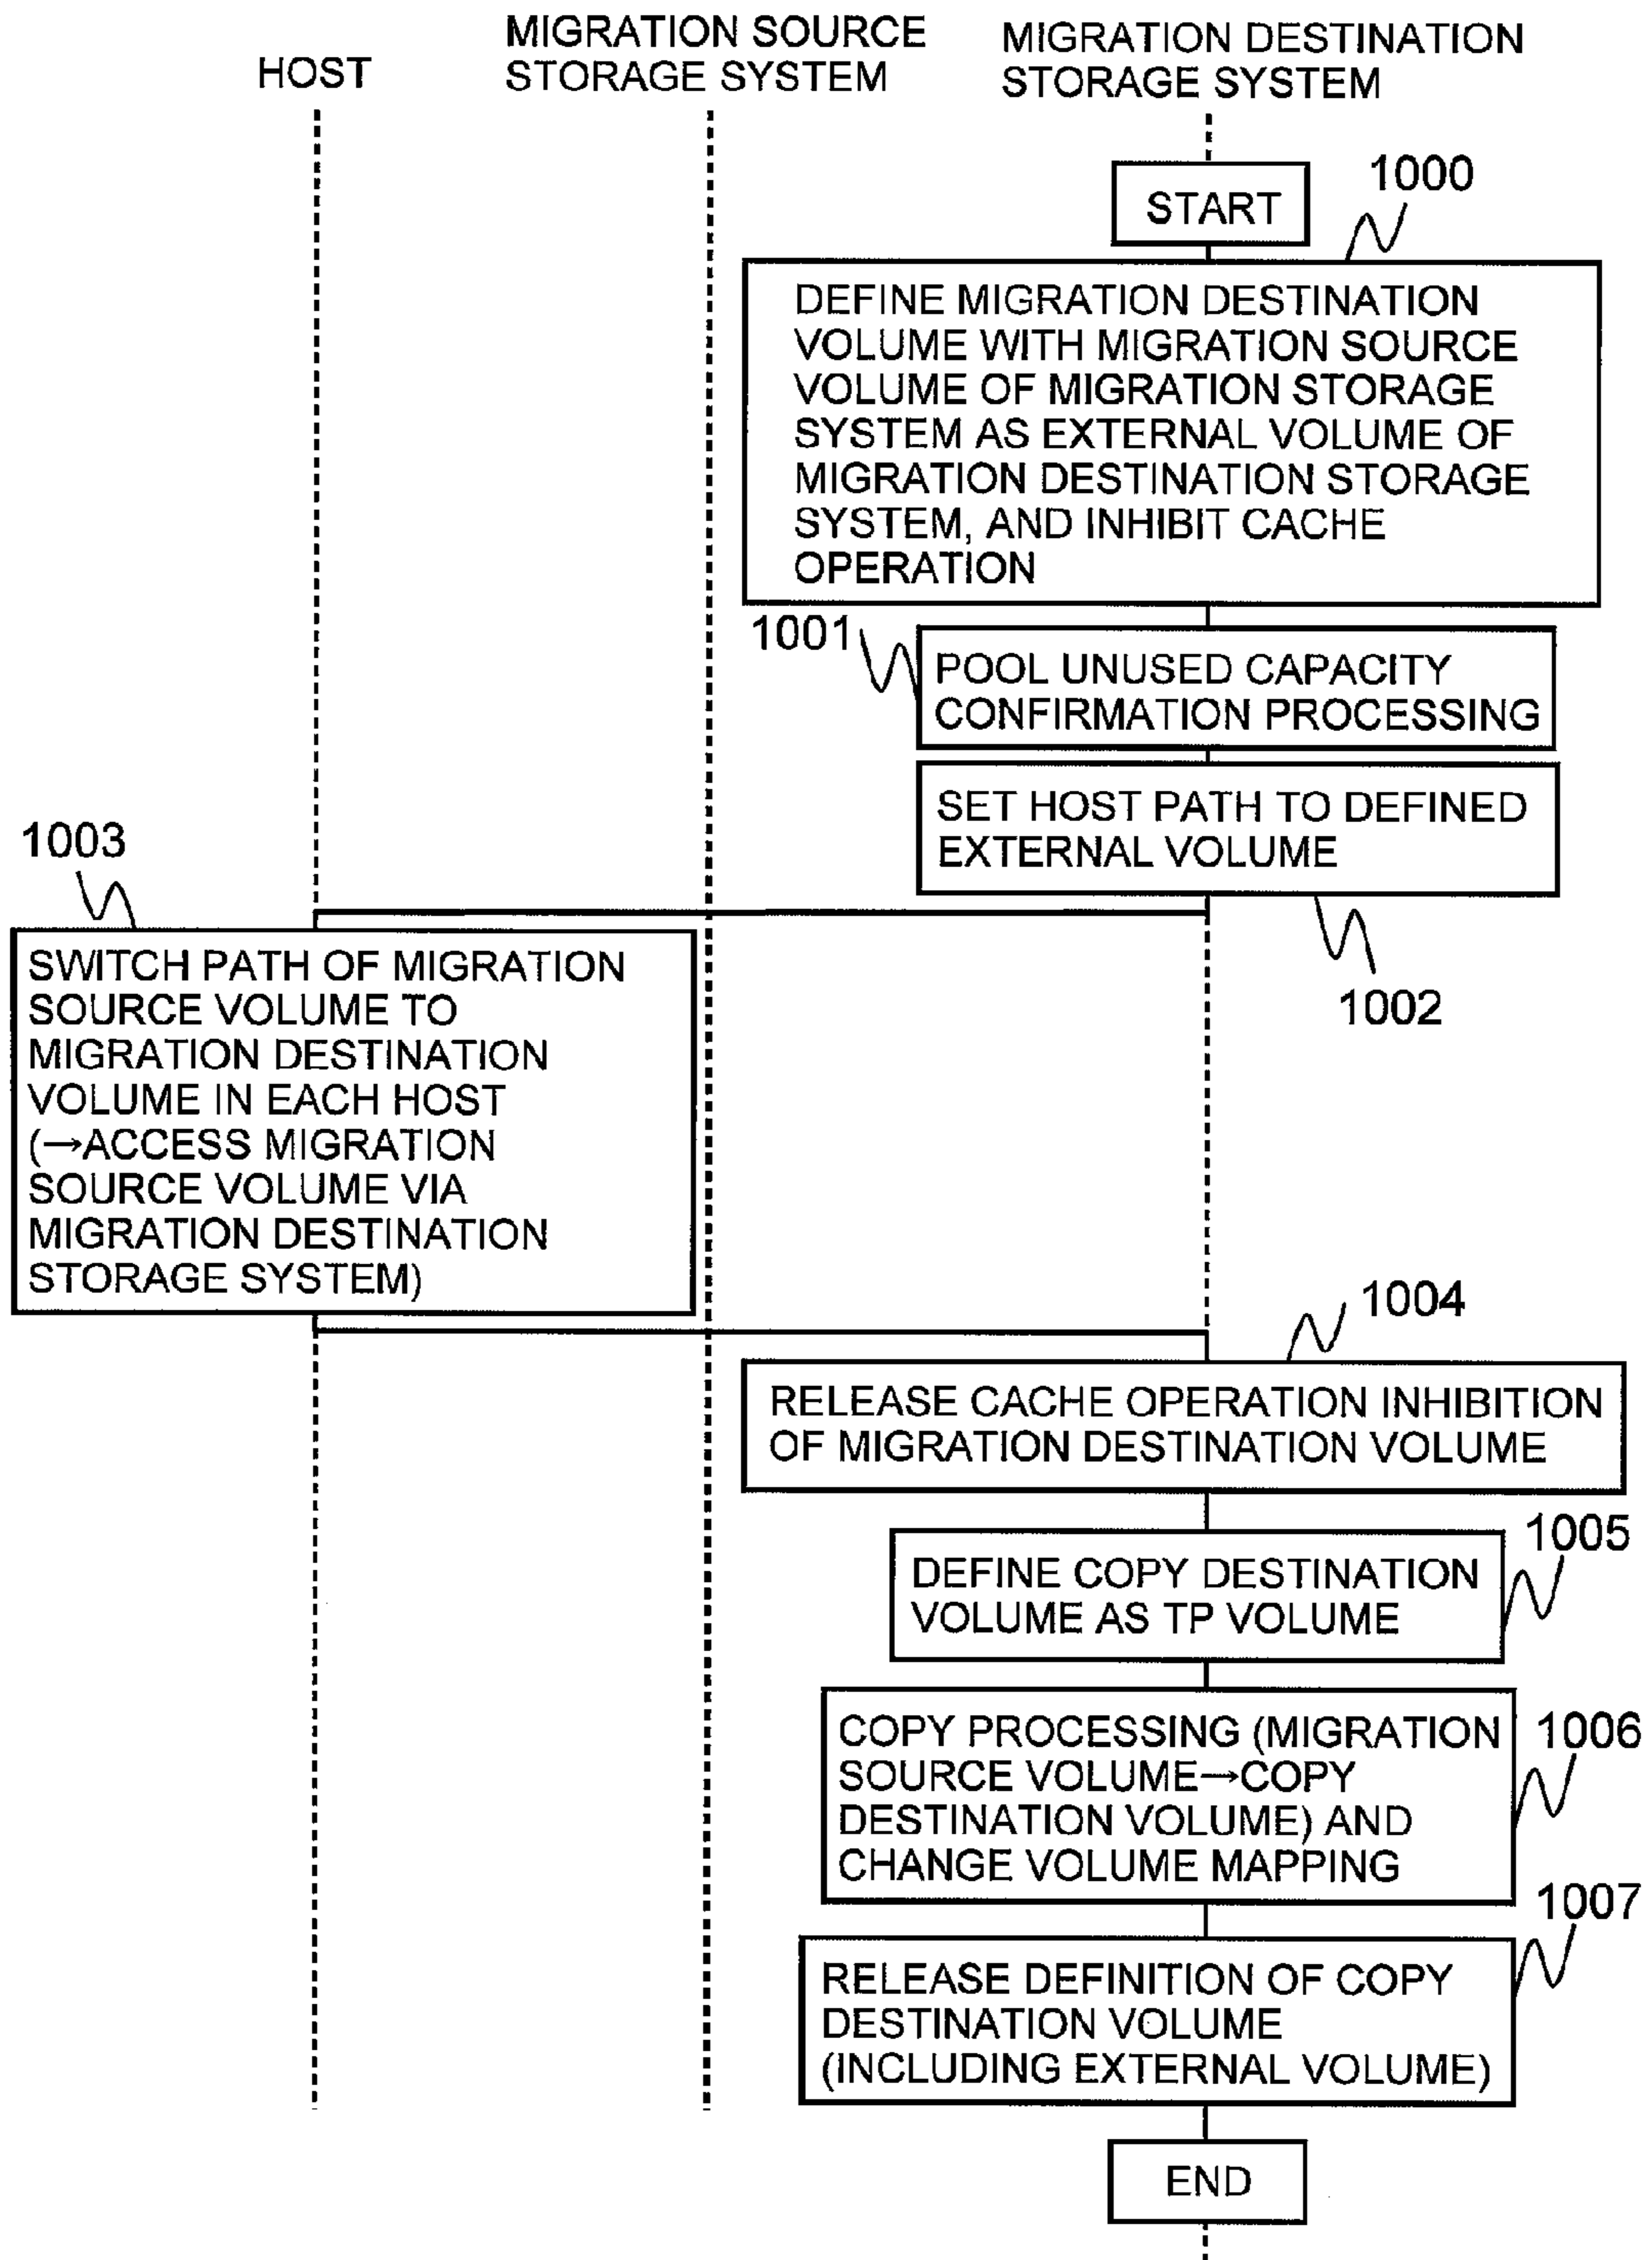 HOST
MIGRATION SOURCE
STORAGE SYSTEM
MIGRATION DESTINATION
STORAGE SYSTEM
START
1000
DEFINE MIGRATION DESTINATION
VOLUME WITH MIGRATION SOURCE
VOLUME OF MIGRATION STORAGE
SYSTEM AS EXTERNAL VOLUME OF
MIGRATION DESTINATION STORAGE
SYSTEM, AND INHIBIT CACHE
OPERATION
1001
POOL UNUSED CAPACITY
CONFIRMATION PROCESSING
SET HOST PATH TO DEFINED
EXTERNAL VOLUME
1002
1003
SWITCH PATH OF MIGRATION
SOURCE VOLUME TO
MIGRATION DESTINATION
VOLUME IN EACH HOST
(→ACCESS MIGRATION
SOURCE VOLUME VIA
MIGRATION DESTINATION
STORAGE SYSTEM)
1004
RELEASE CACHE OPERATION INHIBITION
OF MIGRATION DESTINATION VOLUME
1005
DEFINE COPY DESTINATION
VOLUME AS TP VOLUME
1006
COPY PROCESSING (MIGRATION
SOURCE VOLUME→COPY
DESTINATION VOLUME) AND
CHANGE VOLUME MAPPING
1007
RELEASE DEFINITION OF COPY
DESTINATION VOLUME
(INCLUDING EXTERNAL VOLUME)
END